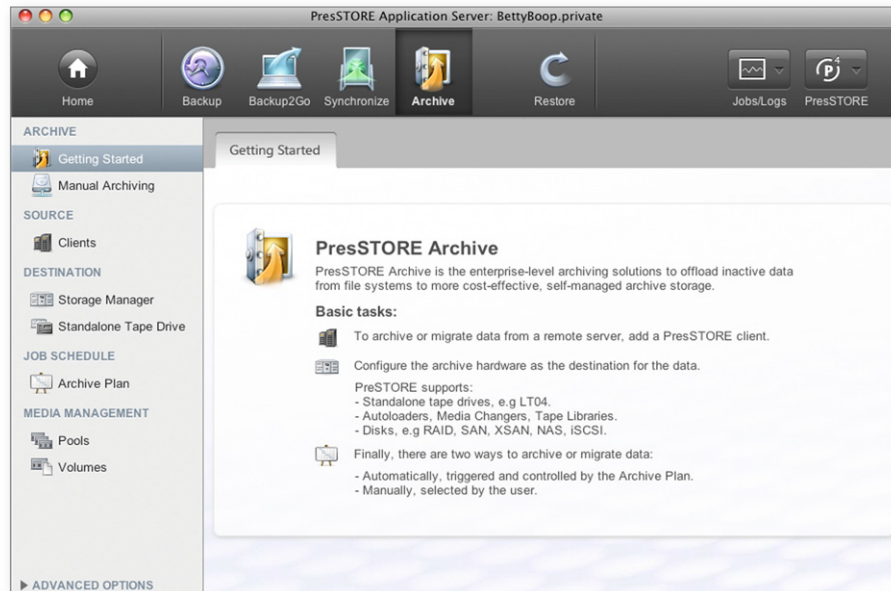 PresSTORE Application Server: BettyBoop.private
Home
Backup
Backup2Go
Synchronize
Archive
Restore
Jobs/Logs
P4
PresSTORE
ARCHIVE
Getting Started
Manual Archiving
SOURCE
Clients
DESTINATION
Storage Manager
Standalone Tape Drive
JOB SCHEDULE
Archive Plan
MEDIA MANAGEMENT
Pools
Volumes
ADVANCED OPTIONS
Getting Started
PresSTORE Archive
PresSTORE Archive is the enterprise-level archiving solutions to offload inactive data
from file systems to more cost-effective, self-managed archive storage.
Basic tasks:
To archive or migrate data from a remote server, add a PresSTORE client.
Configure the archive hardware as the destination for the data.
PreSTORE supports:
- Standalone tape drives, e.g LT04.
- Autoloaders, Media Changers, Tape Libraries.
- Disks, e.g RAID, SAN, XSAN, NAS, iSCSI.
Finally, there are two ways to archive or migrate data:
- Automatically, triggered and controlled by the Archive Plan.
- Manually, selected by the user.